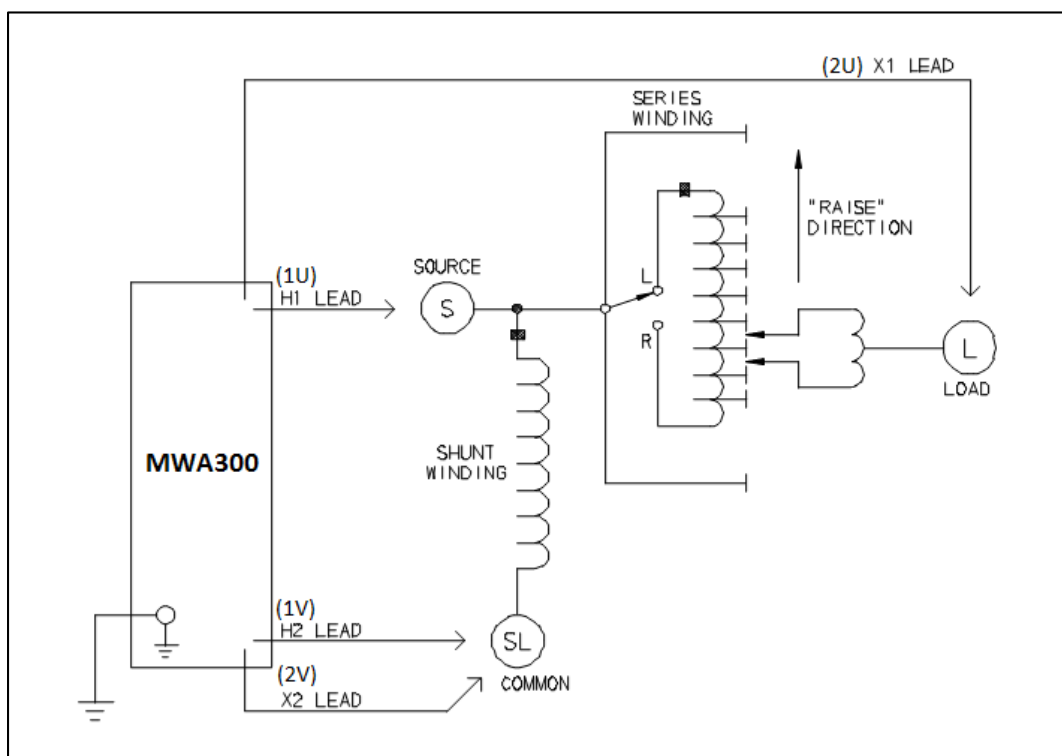 (2U) X1 LEAD
SERIES
WINDING
"RAISE"
DIRECTION
SOURCE
(1U)
H1 LEAD
S
L
R
L
LOAD
MWA300
SHUNT
WINDING
(1V)
H2 LEAD
SL
COMMON
(2V)
X2 LEAD